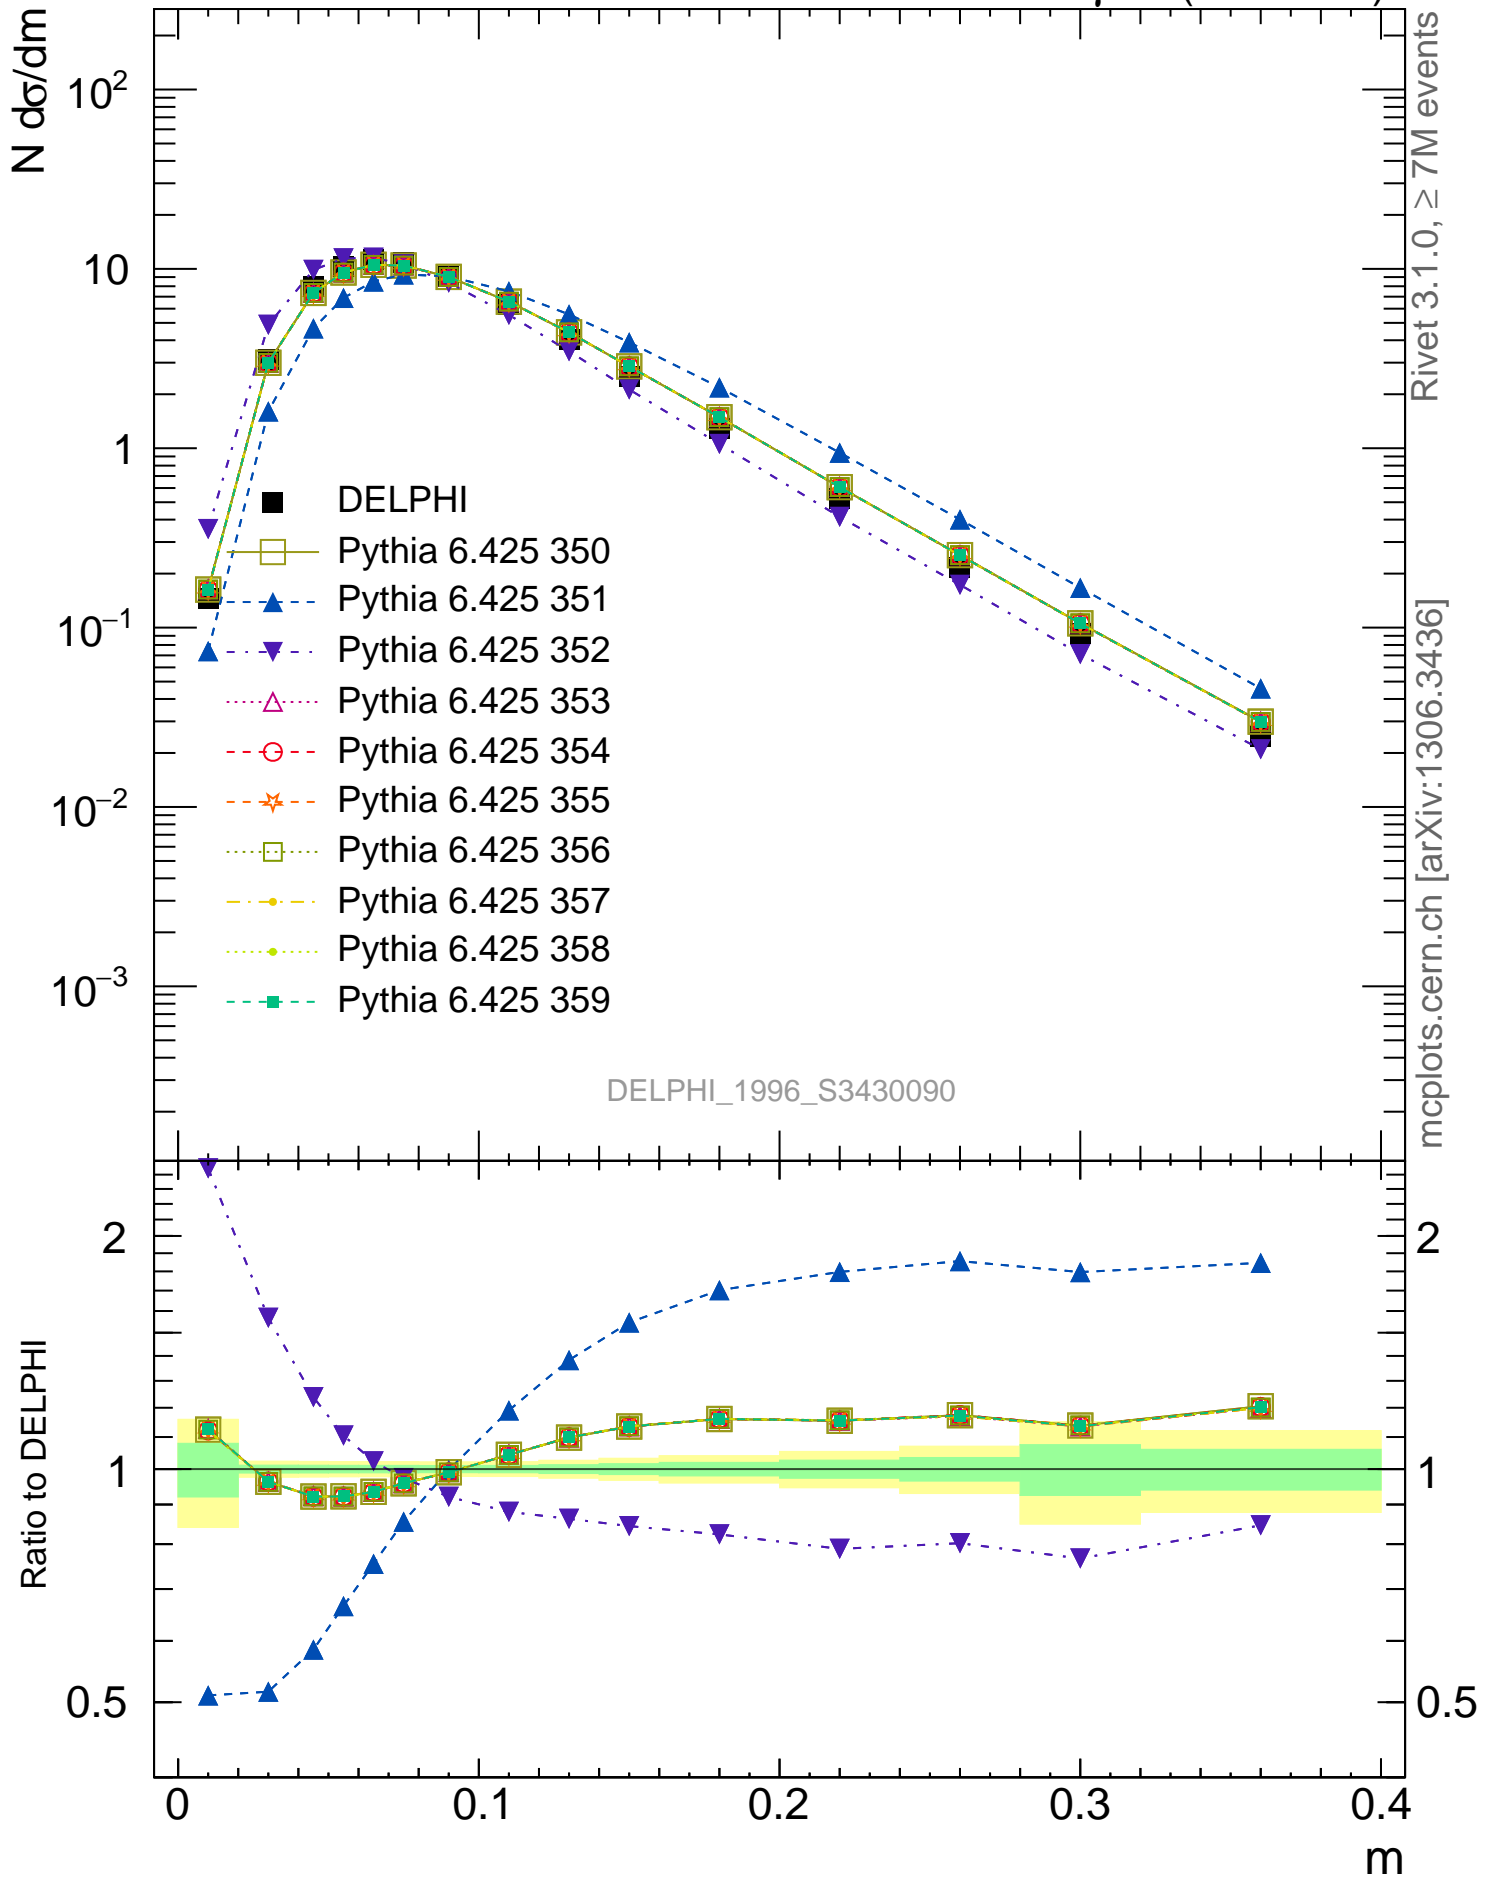 N dσ/dm
10²
10
1
10⁻¹
10⁻²
10⁻³
DELPHI
Pythia 6.425 350
Pythia 6.425 351
Pythia 6.425 352
Pythia 6.425 353
Pythia 6.425 354
Pythia 6.425 355
Pythia 6.425 356
Pythia 6.425 357
Pythia 6.425 358
Pythia 6.425 359
DELPHI_1996_S3430090
Rivet 3.1.0, ≥ 7M events
mcplots.cern.ch [arXiv:1306.3436]
Ratio to DELPHI
2
1
0.5
2
1
0.5
0 0.1 0.2 0.3 0.4
m